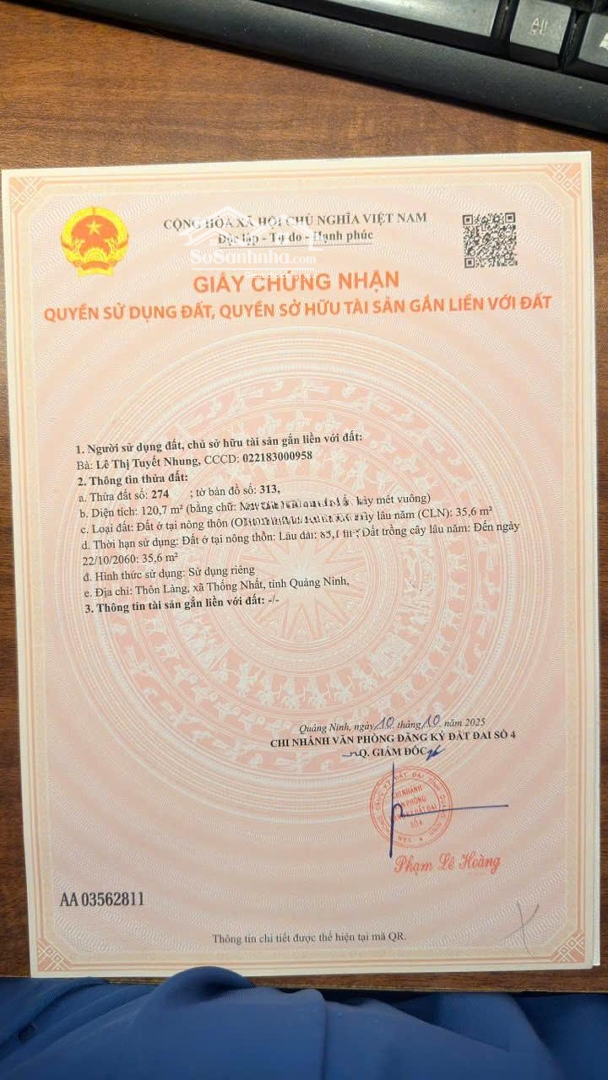 CỘNG HÒA XÃ HỘI CHỦ NGHĨA VIỆT NAM
Độc lập - Tự do - Hạnh phúc
SoSanhnha.com
GIẤY CHỨNG NHẬN
QUYỀN SỬ DỤNG ĐẤT, QUYỀN SỞ HỮU TÀI SẢN GẮN LIỀN VỚI ĐẤT
1. Người sử dụng đất, chủ sở hữu tài sản gắn liền với đất:
Bà: Lê Thị Tuyết Nhung, CCCD: 022183000958
2. Thông tin thửa đất:
a. Thửa đất số: 274 ; tờ bản đồ số: 313,
b. Diện tích: 120,7 m² (bằng chữ: bảy mét vuông)
c. Loại đất: Đất ở tại nông thôn lâu năm (CLN): 35,6 m²
d. Thời hạn sử dụng: Đất ở tại nông thôn: Lâu dài: Đất trồng cây lâu năm: Đến ngày
22/10/2060: 35,6 m²
đ. Hình thức sử dụng: Sử dụng riêng
e. Địa chỉ: Thôn Làng, xã Thống Nhất, tỉnh Quảng Ninh,
3. Thông tin tài sản gắn liền với đất: -/-
Quảng Ninh, ngày 10 tháng 10 năm 2025
CHI NHÁNH VĂN PHÒNG ĐĂNG KÝ ĐẤT ĐAI SỐ 4
Q. GIÁM ĐỐC
CHI NHÁNH
Phạm Lê Hoàng
AA 03562811
Thông tin chi tiết được thể hiện tại mã QR.